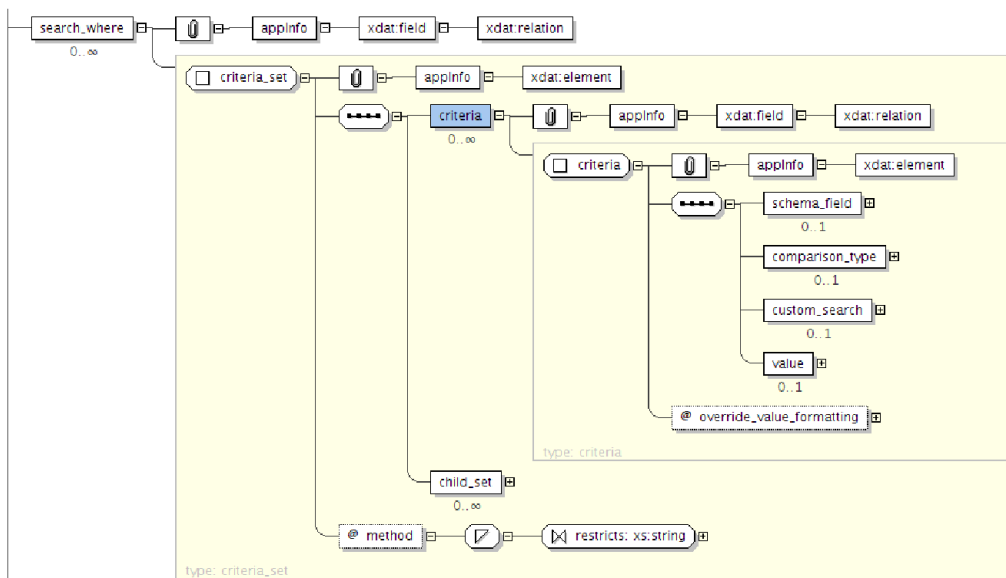 search_where appInfo xdat:field xdat:relation
0..∞
criteria_set appInfo xdat:element
criteria appInfo xdat:field xdat:relation
0..∞
criteria appInfo xdat:element
schema_field
0..1
comparison_type
0..1
custom_search
0..1
value
0..1
@ override_value_formatting
type: criteria
child_set
0..∞
@ method restricts: xs:string
type: criteria_set